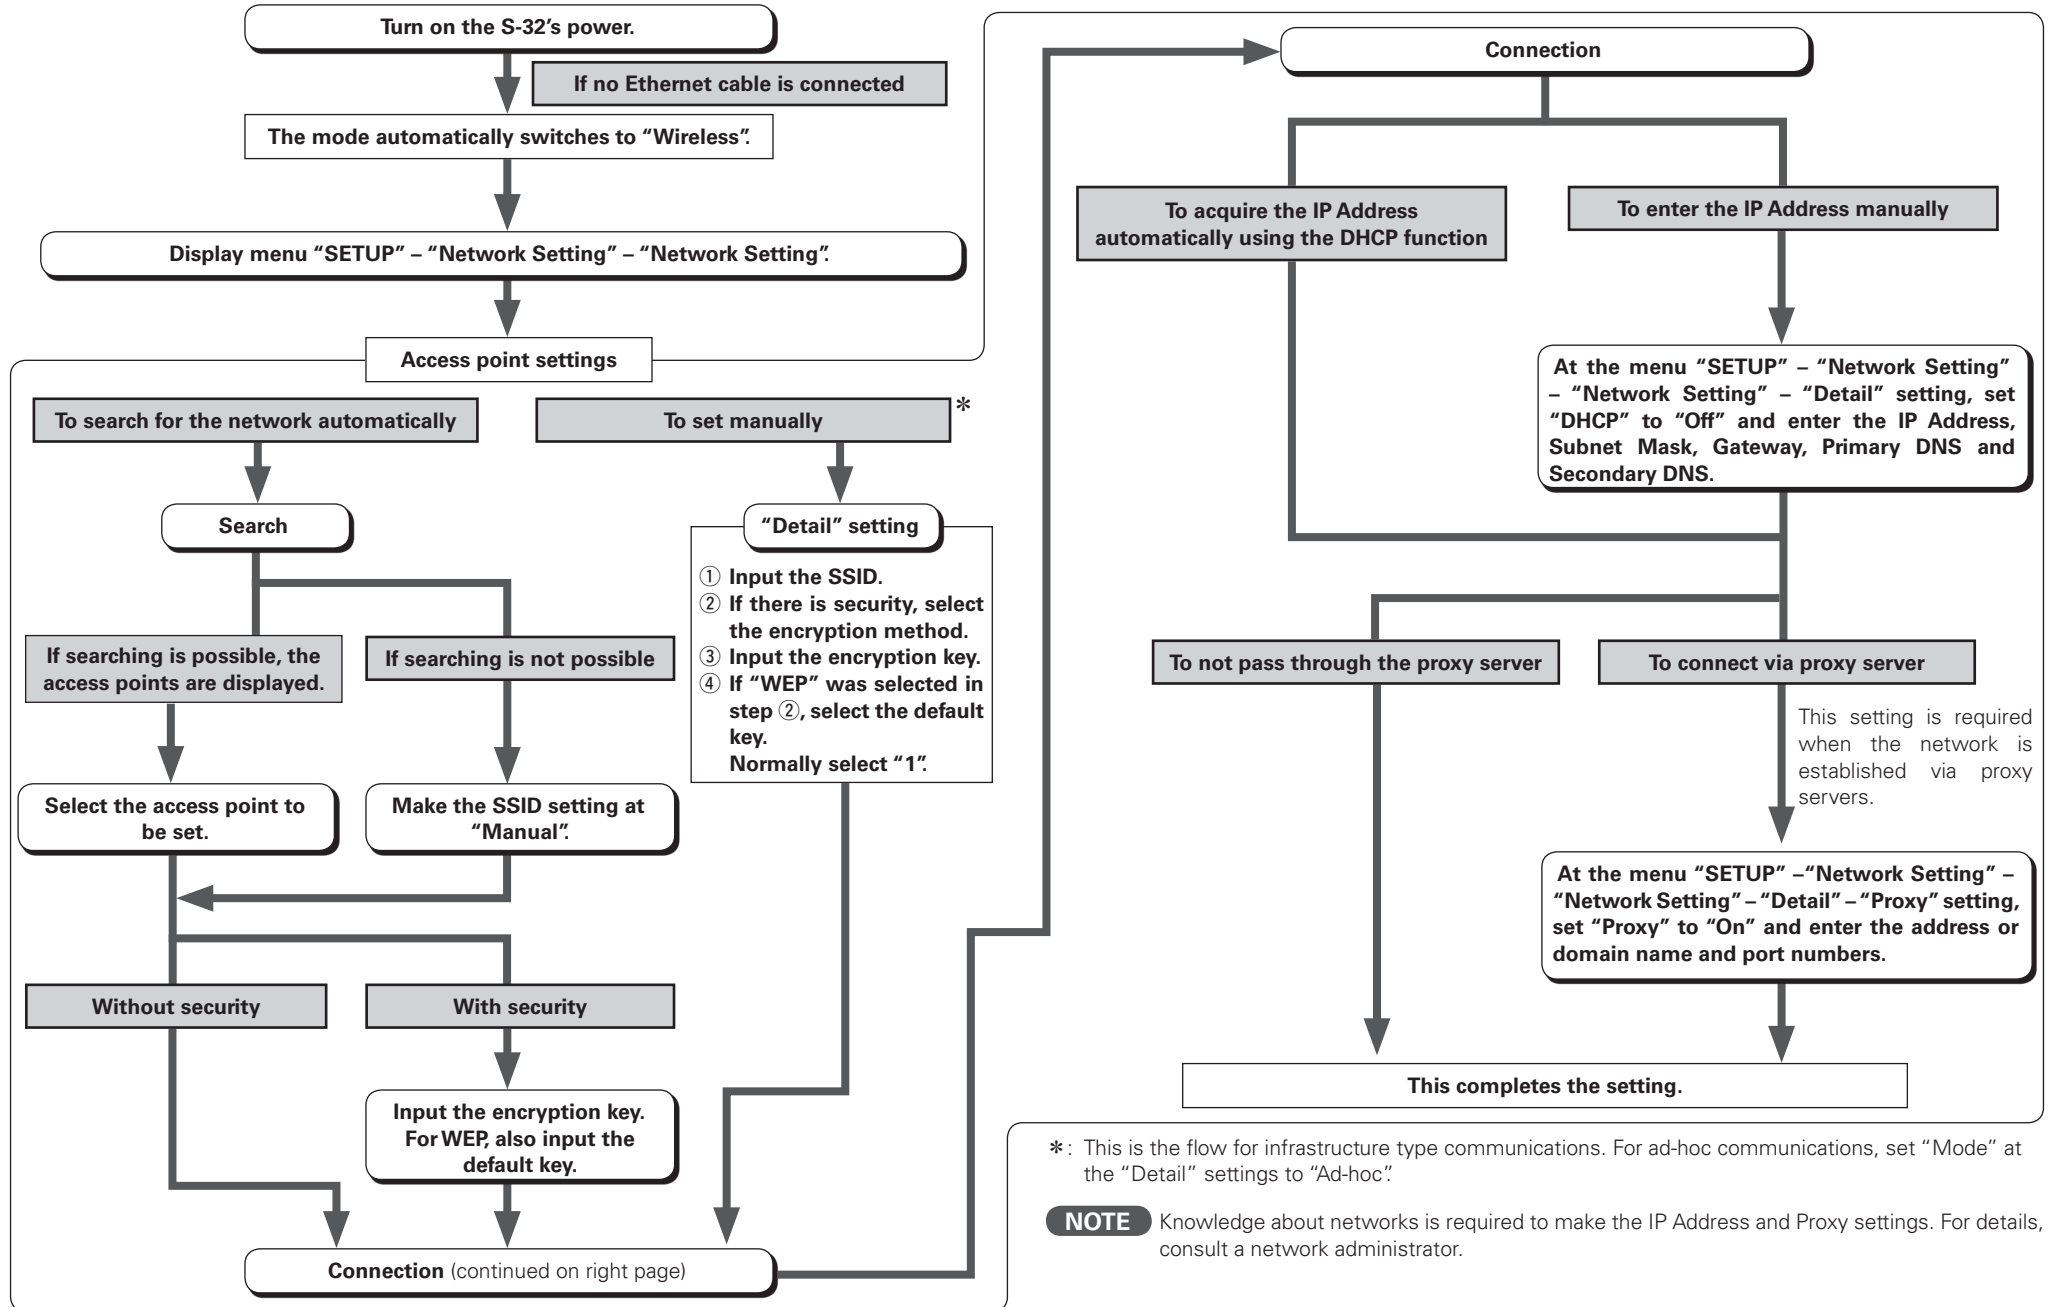 Turn on the S-32's power.
If no Ethernet cable is connected
The mode automatically switches to “Wireless”.
Display menu “SETUP” – “Network Setting” – “Network Setting”.
Access point settings
To search for the network automatically
To set manually
*
Search
“Detail” setting
① Input the SSID.
② If there is security, select
the encryption method.
③ Input the encryption key.
④ If “WEP” was selected in
step ②, select the default
key.
Normally select “1”.
If searching is possible, the
access points are displayed.
If searching is not possible
Select the access point to
be set.
Make the SSID setting at
“Manual”.
Without security
With security
Input the encryption key.
For WEP, also input the
default key.
Connection (continued on right page)
Connection
To acquire the IP Address
automatically using the DHCP function
To enter the IP Address manually
At the menu “SETUP” – “Network Setting”
– “Network Setting” – “Detail” setting, set
“DHCP” to “Off” and enter the IP Address,
Subnet Mask, Gateway, Primary DNS and
Secondary DNS.
To not pass through the proxy server
To connect via proxy server
This setting is required
when the network is
established via proxy
servers.
At the menu “SETUP” –“Network Setting” –
“Network Setting” – “Detail” – “Proxy” setting,
set “Proxy” to “On” and enter the address or
domain name and port numbers.
This completes the setting.
*: This is the flow for infrastructure type communications. For ad-hoc communications, set “Mode” at
the “Detail” settings to “Ad-hoc”.
NOTE Knowledge about networks is required to make the IP Address and Proxy settings. For details,
consult a network administrator.